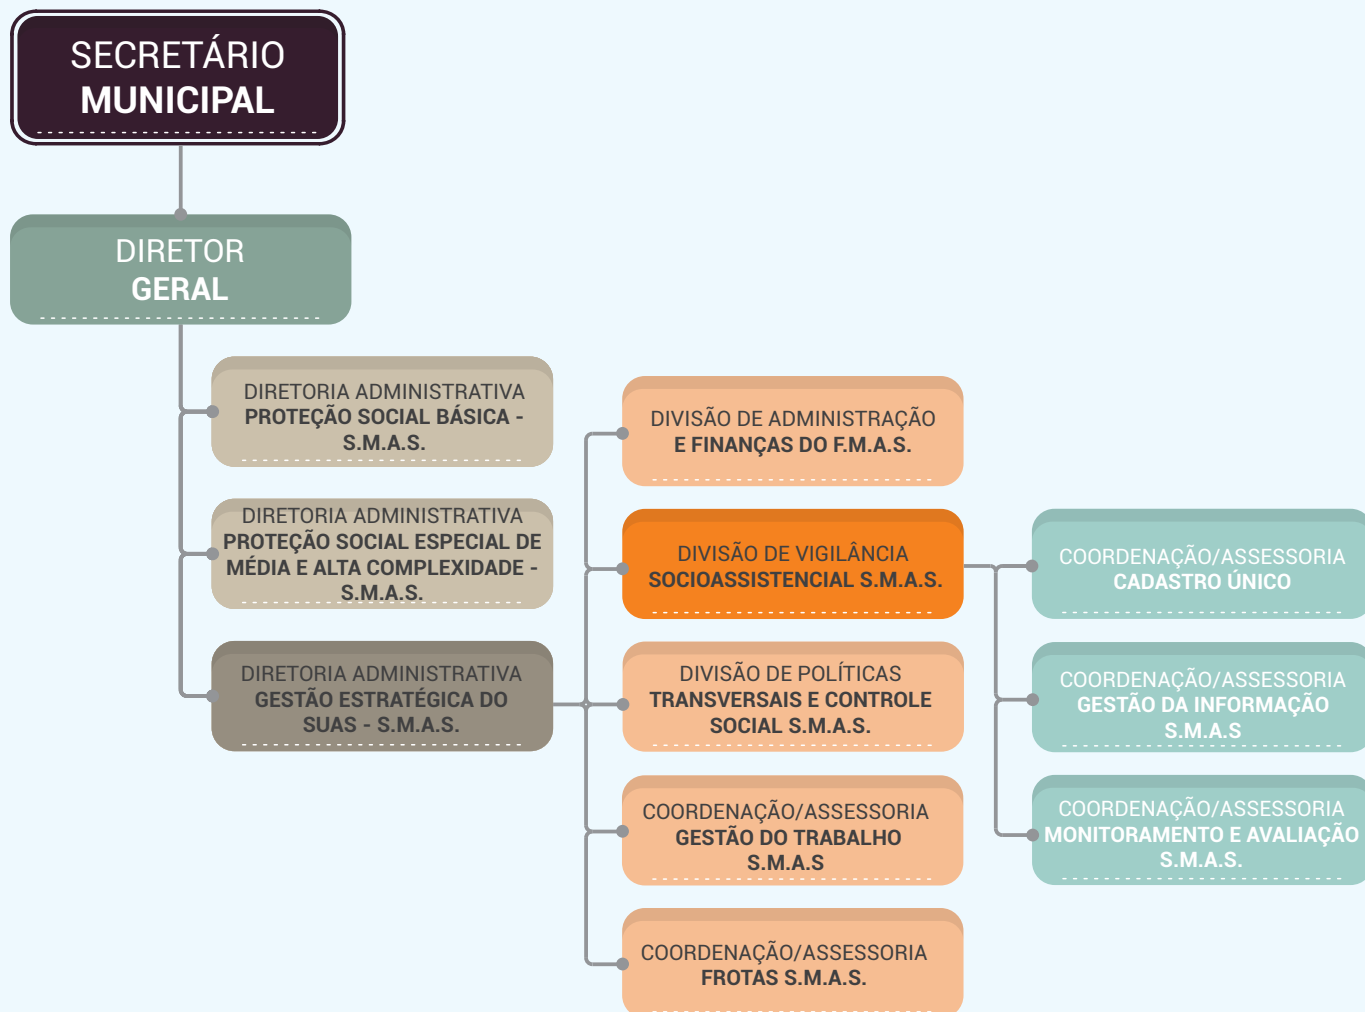 SECRETÁRIO
MUNICIPAL
DIRETOR
GERAL
DIRETORIA ADMINISTRATIVA
PROTEÇÃO SOCIAL BÁSICA -
S.M.A.S.
DIRETORIA ADMINISTRATIVA
PROTEÇÃO SOCIAL ESPECIAL DE
MÉDIA E ALTA COMPLEXIDADE -
S.M.A.S.
DIRETORIA ADMINISTRATIVA
GESTÃO ESTRATÉGICA DO
SUAS - S.M.A.S.
DIVISÃO DE ADMINISTRAÇÃO
E FINANÇAS DO F.M.A.S.
DIVISÃO DE VIGILÂNCIA
SOCIOASSISTENCIAL S.M.A.S.
DIVISÃO DE POLÍTICAS
TRANSVERSAIS E CONTROLE
SOCIAL S.M.A.S.
COORDENAÇÃO/ASSESSORIA
GESTÃO DO TRABALHO
S.M.A.S
COORDENAÇÃO/ASSESSORIA
FROTAS S.M.A.S.
COORDENAÇÃO/ASSESSORIA
CADASTRO ÚNICO
COORDENAÇÃO/ASSESSORIA
GESTÃO DA INFORMAÇÃO
S.M.A.S
COORDENAÇÃO/ASSESSORIA
MONITORAMENTO E AVALIAÇÃO
S.M.A.S.